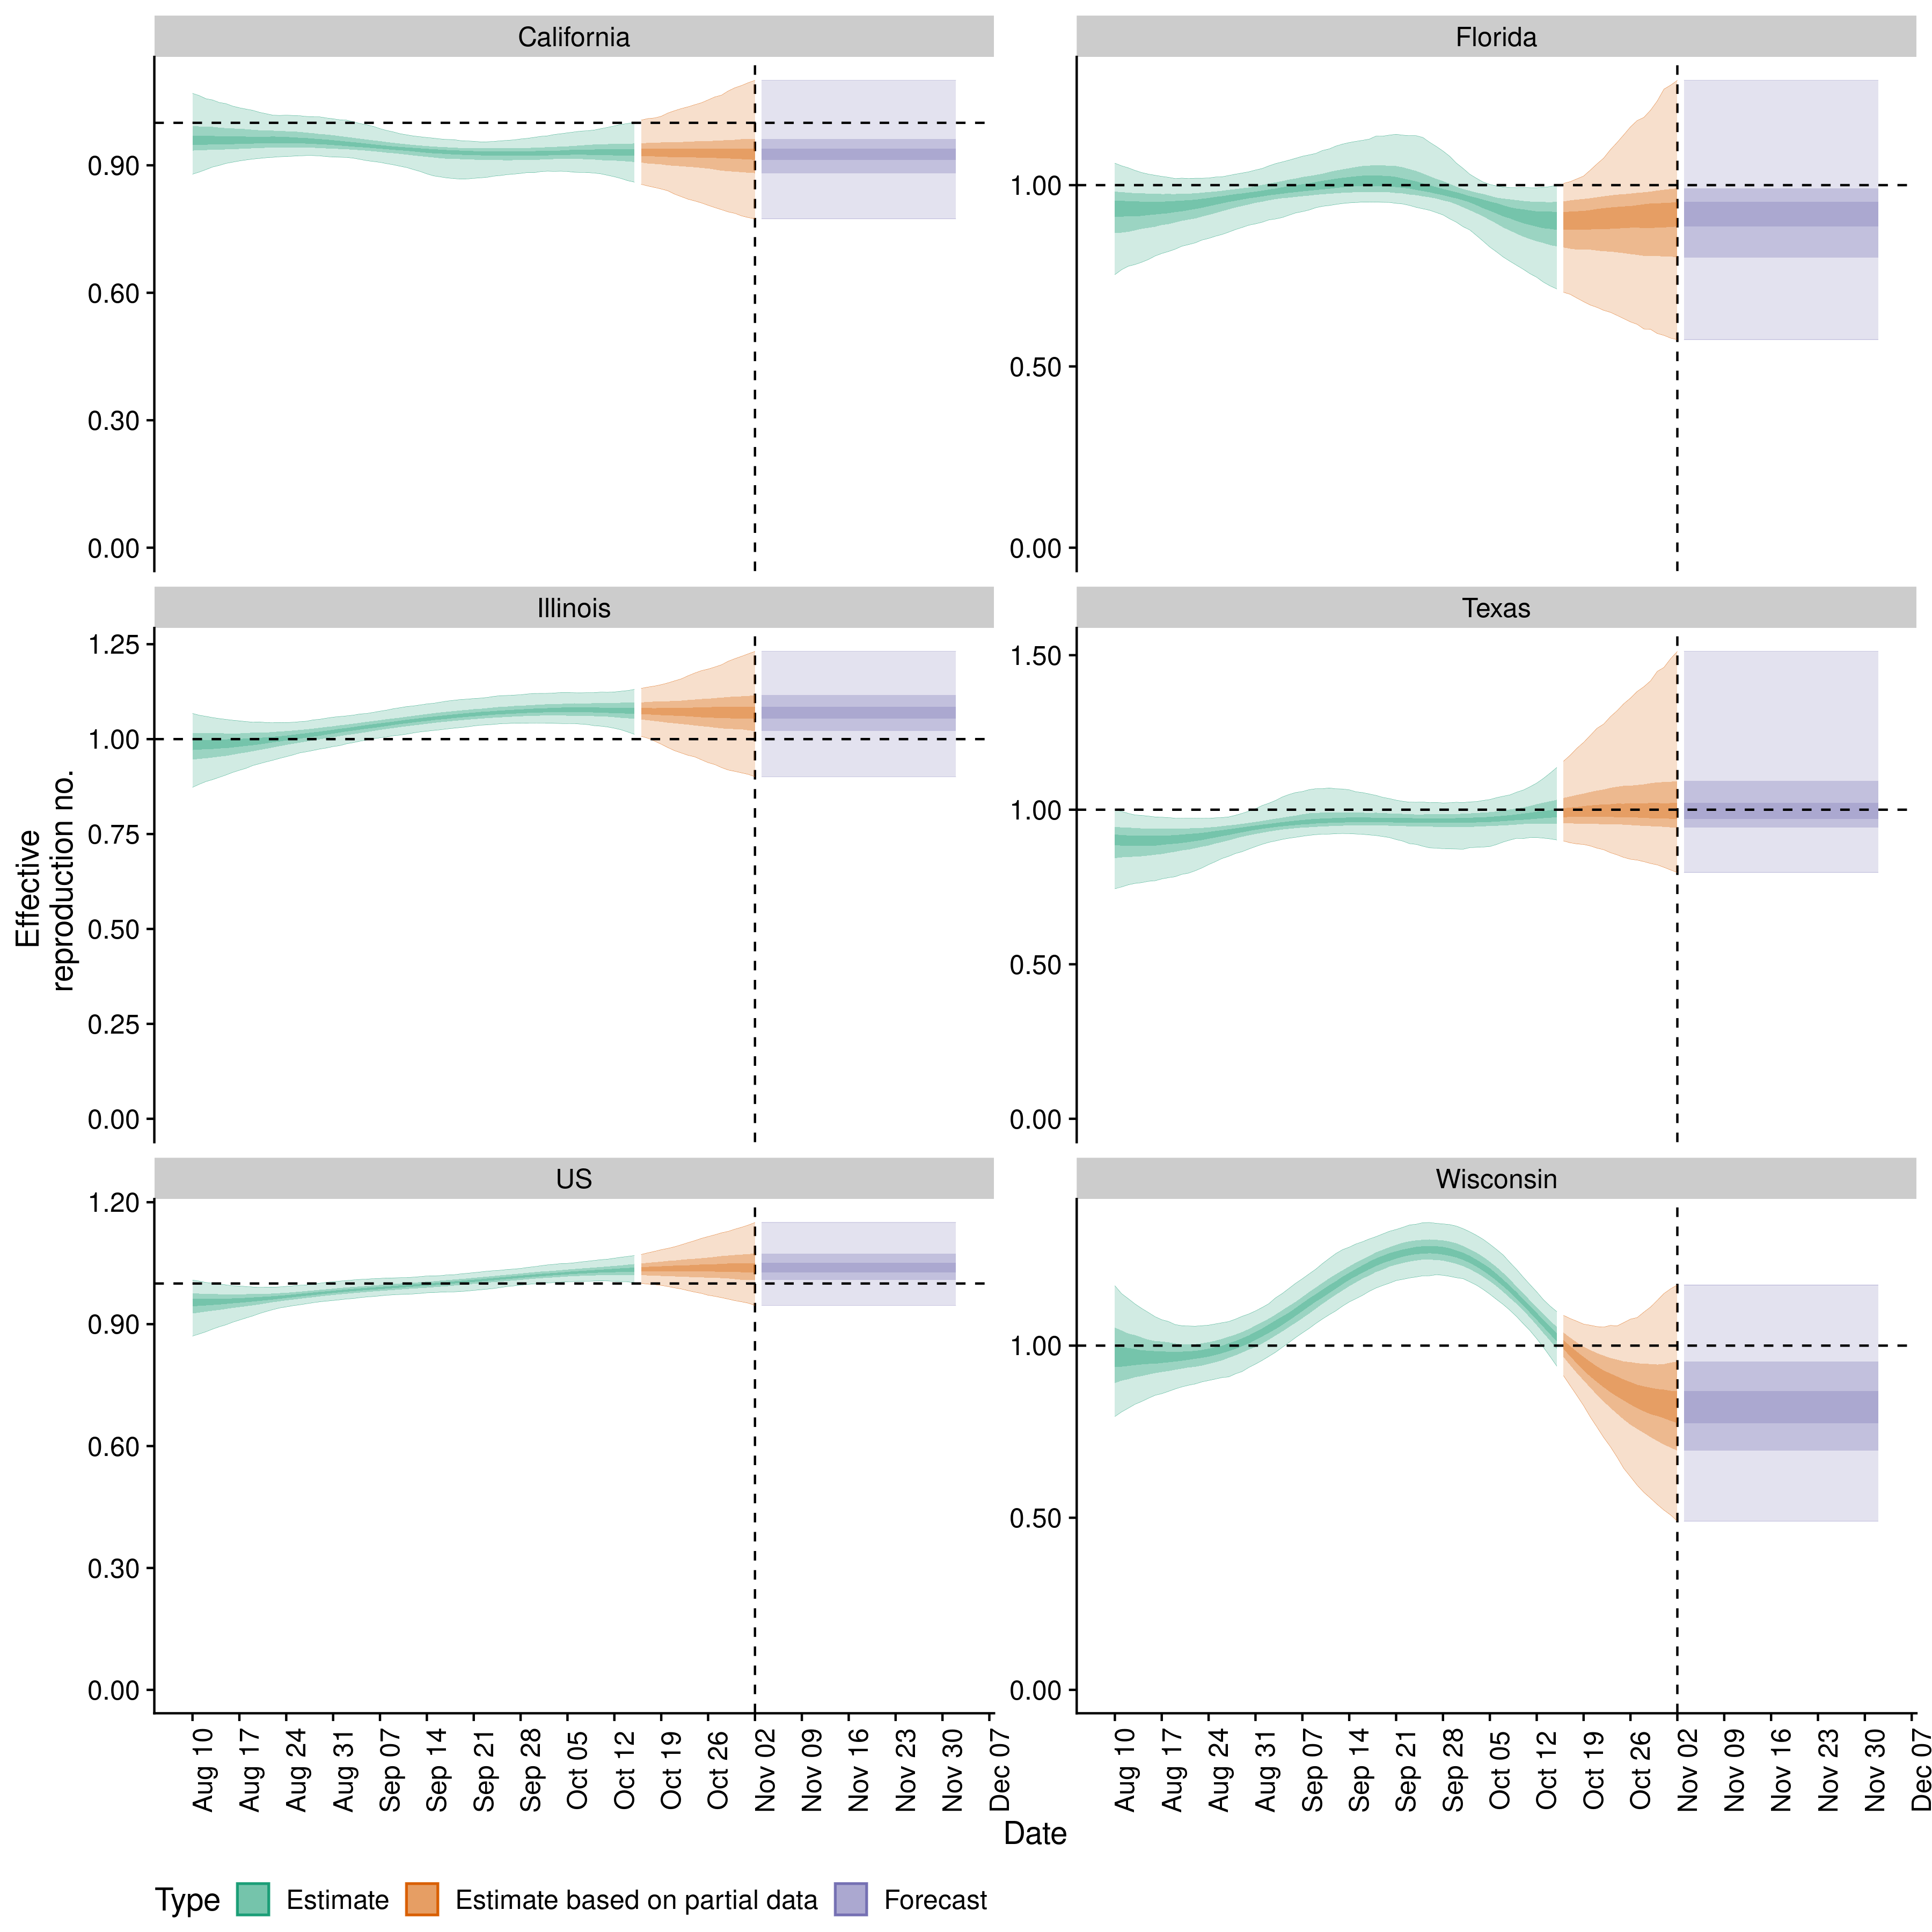 California
Florida
0.90
0.60
0.30
0.00
1.00
0.50
0.00
Illinois
Texas
1.25
1.00
0.75
0.50
0.25
0.00
1.50
1.00
0.50
0.00
US
Wisconsin
1.20
0.90
0.60
0.30
0.00
1.00
0.50
0.00
Effective
reproduction no.
Aug 10
Aug 17
Aug 24
Aug 31
Sep 07
Sep 14
Sep 21
Sep 28
Oct 05
Oct 12
Oct 19
Oct 26
Nov 02
Nov 09
Nov 16
Nov 23
Nov 30
Dec 07
Aug 10
Aug 17
Aug 24
Aug 31
Sep 07
Sep 14
Sep 21
Sep 28
Oct 05
Oct 12
Oct 19
Oct 26
Nov 02
Nov 09
Nov 16
Nov 23
Nov 30
Dec 07
Date
Type Estimate Estimate based on partial data Forecast